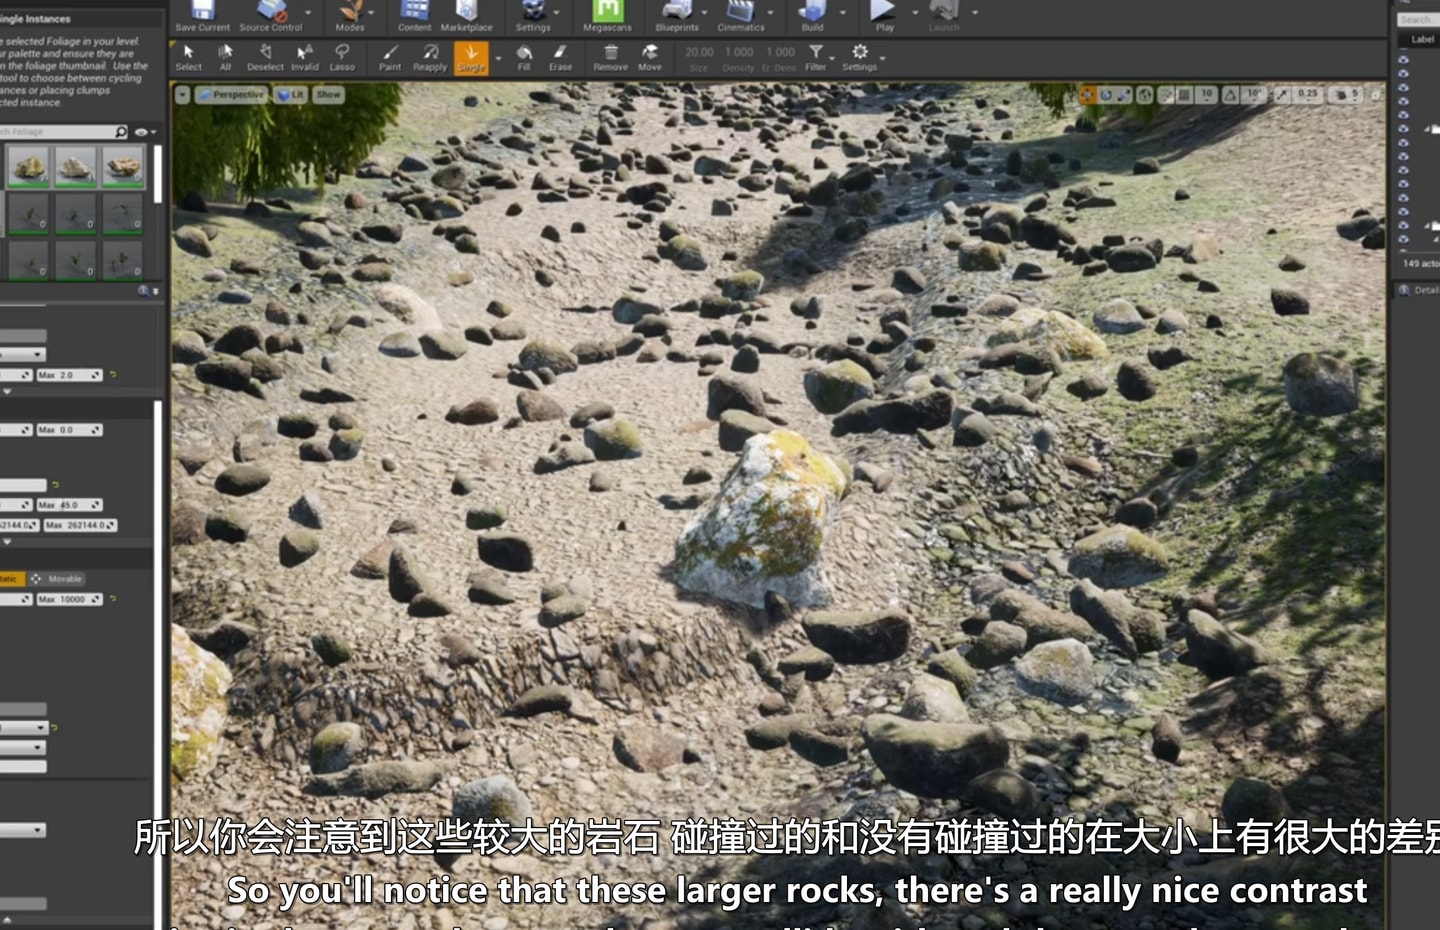 ingle Instances
Save Current
Source Control
Modes
Content
Marketplace
Settings
Megascans
Blueprints
Cinematics
Build
Play
Launch
Search...
Label
e selected Foliage in your level.
ur palette and ensure they are
n the foliage thumbnail. Use the
tool to choose between cycling
ances or placing clumps
cted instance.
Select
All
Deselect
Invalid
Lasso
Paint
Reapply
Single
Fill
Erase
Remove
Move
20.00
Size
1.000
Density
1.000
Filter
Settings
Perspective
Lit
Show
10
10°
0.25
5
ch Foliage
149 acto
Detail
Max 2.0
Max 0.0
Max 45.0
62144.0
Max 262144.0
tatic
Movable
Max 10000
所以你会注意到这些较大的岩石 碰撞过的和没有碰撞过的在大小上有很大的差别
So you'll notice that these larger rocks, there's a really nice contrast